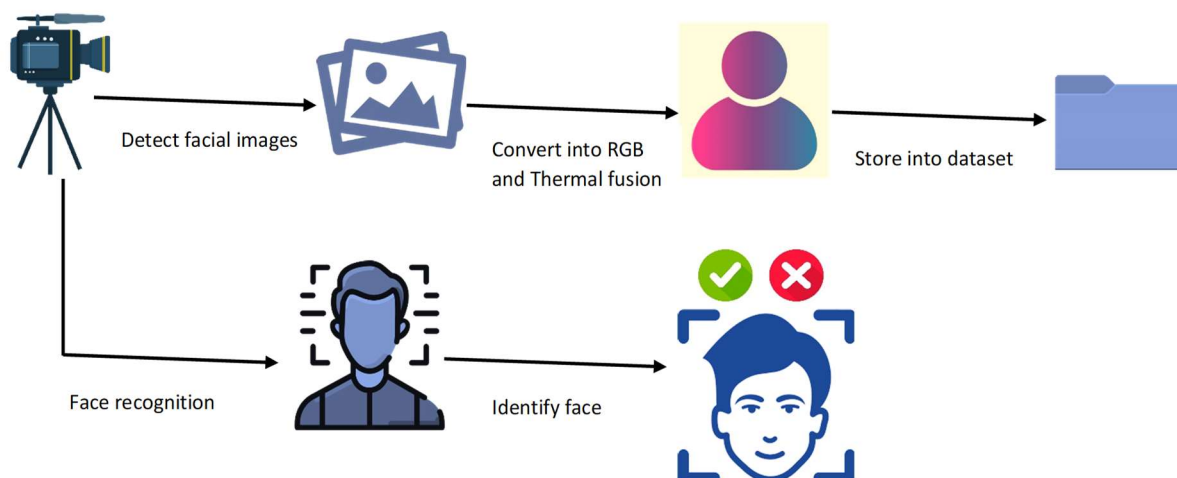 Detect facial images
Convert into RGB
and Thermal fusion
Store into dataset
Face recognition
Identify face